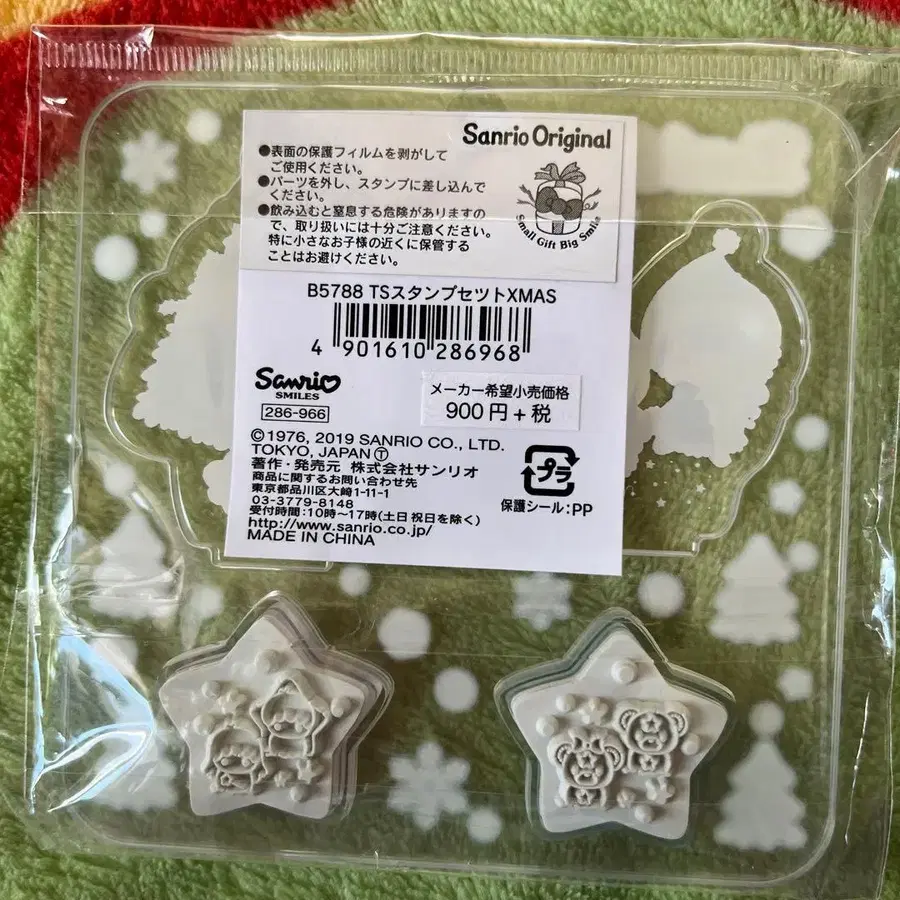 Sanrio Original
●表面の保護フィルムを剥がして
ご使用ください。
●パーツを外し、スタンプに差し込んで
ください。
●飲み込むと窒息する危険がありますの
で、取り扱いには十分ご注意ください。
特に小さなお子様の近くに保管する
ことはお避けください。
Small Gift Big Smile
B5788 TSスタンプセットXMAS
4 901610 286968
Sanrio
SMILES
286-966
メーカー希望小売価格
900円+税
©1976, 2019 SANRIO CO., LTD.
TOKYO, JAPAN Ⓣ
著作・発売元 株式会社サンリオ
商品に関するお問い合わせ先
東京都品川区大崎1-11-1
03-3779-8148
受付時間:10時〜17時(土日祝日を除く)
http://www.sanrio.co.jp/
MADE IN CHINA
プラ
保護シール:PP